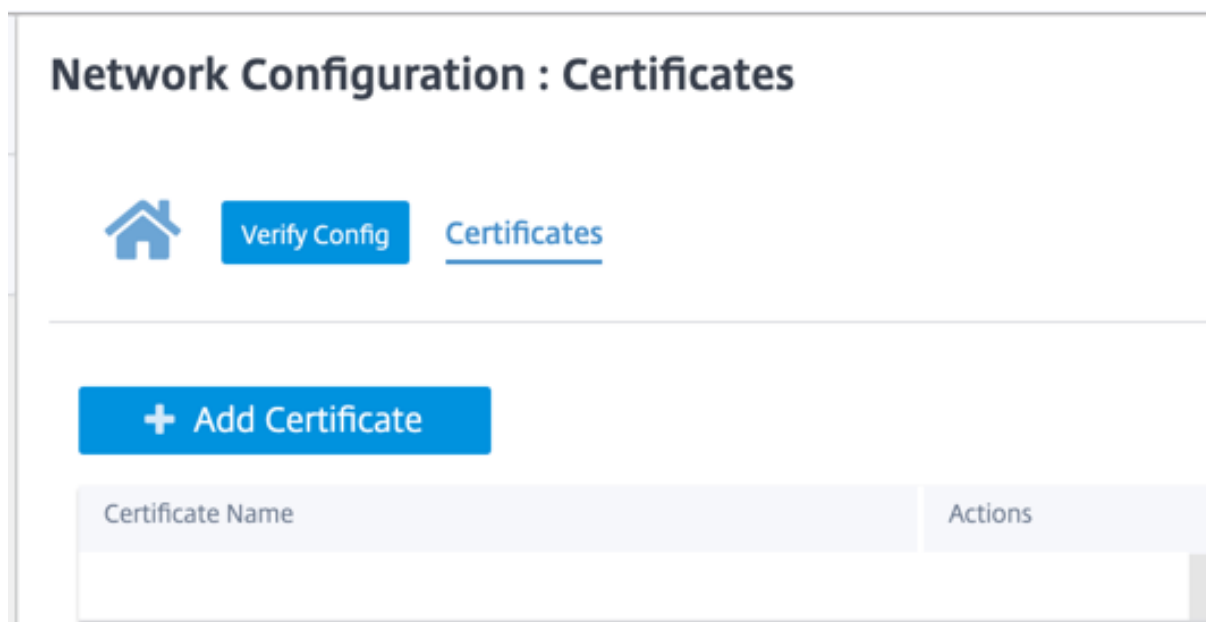 Network Configuration : Certificates
Verify Config Certificates
+ Add Certificate
Certificate Name Actions